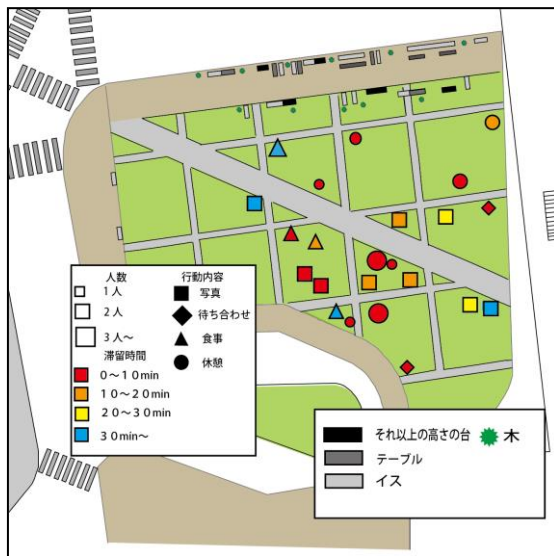 人数
1人
2人
3人～
滞留時間
0～10min
10～20min
20～30min
30min～
行動内容
写真
待ち合わせ
食事
休憩
それ以上の高さの台
木
テーブル
イス